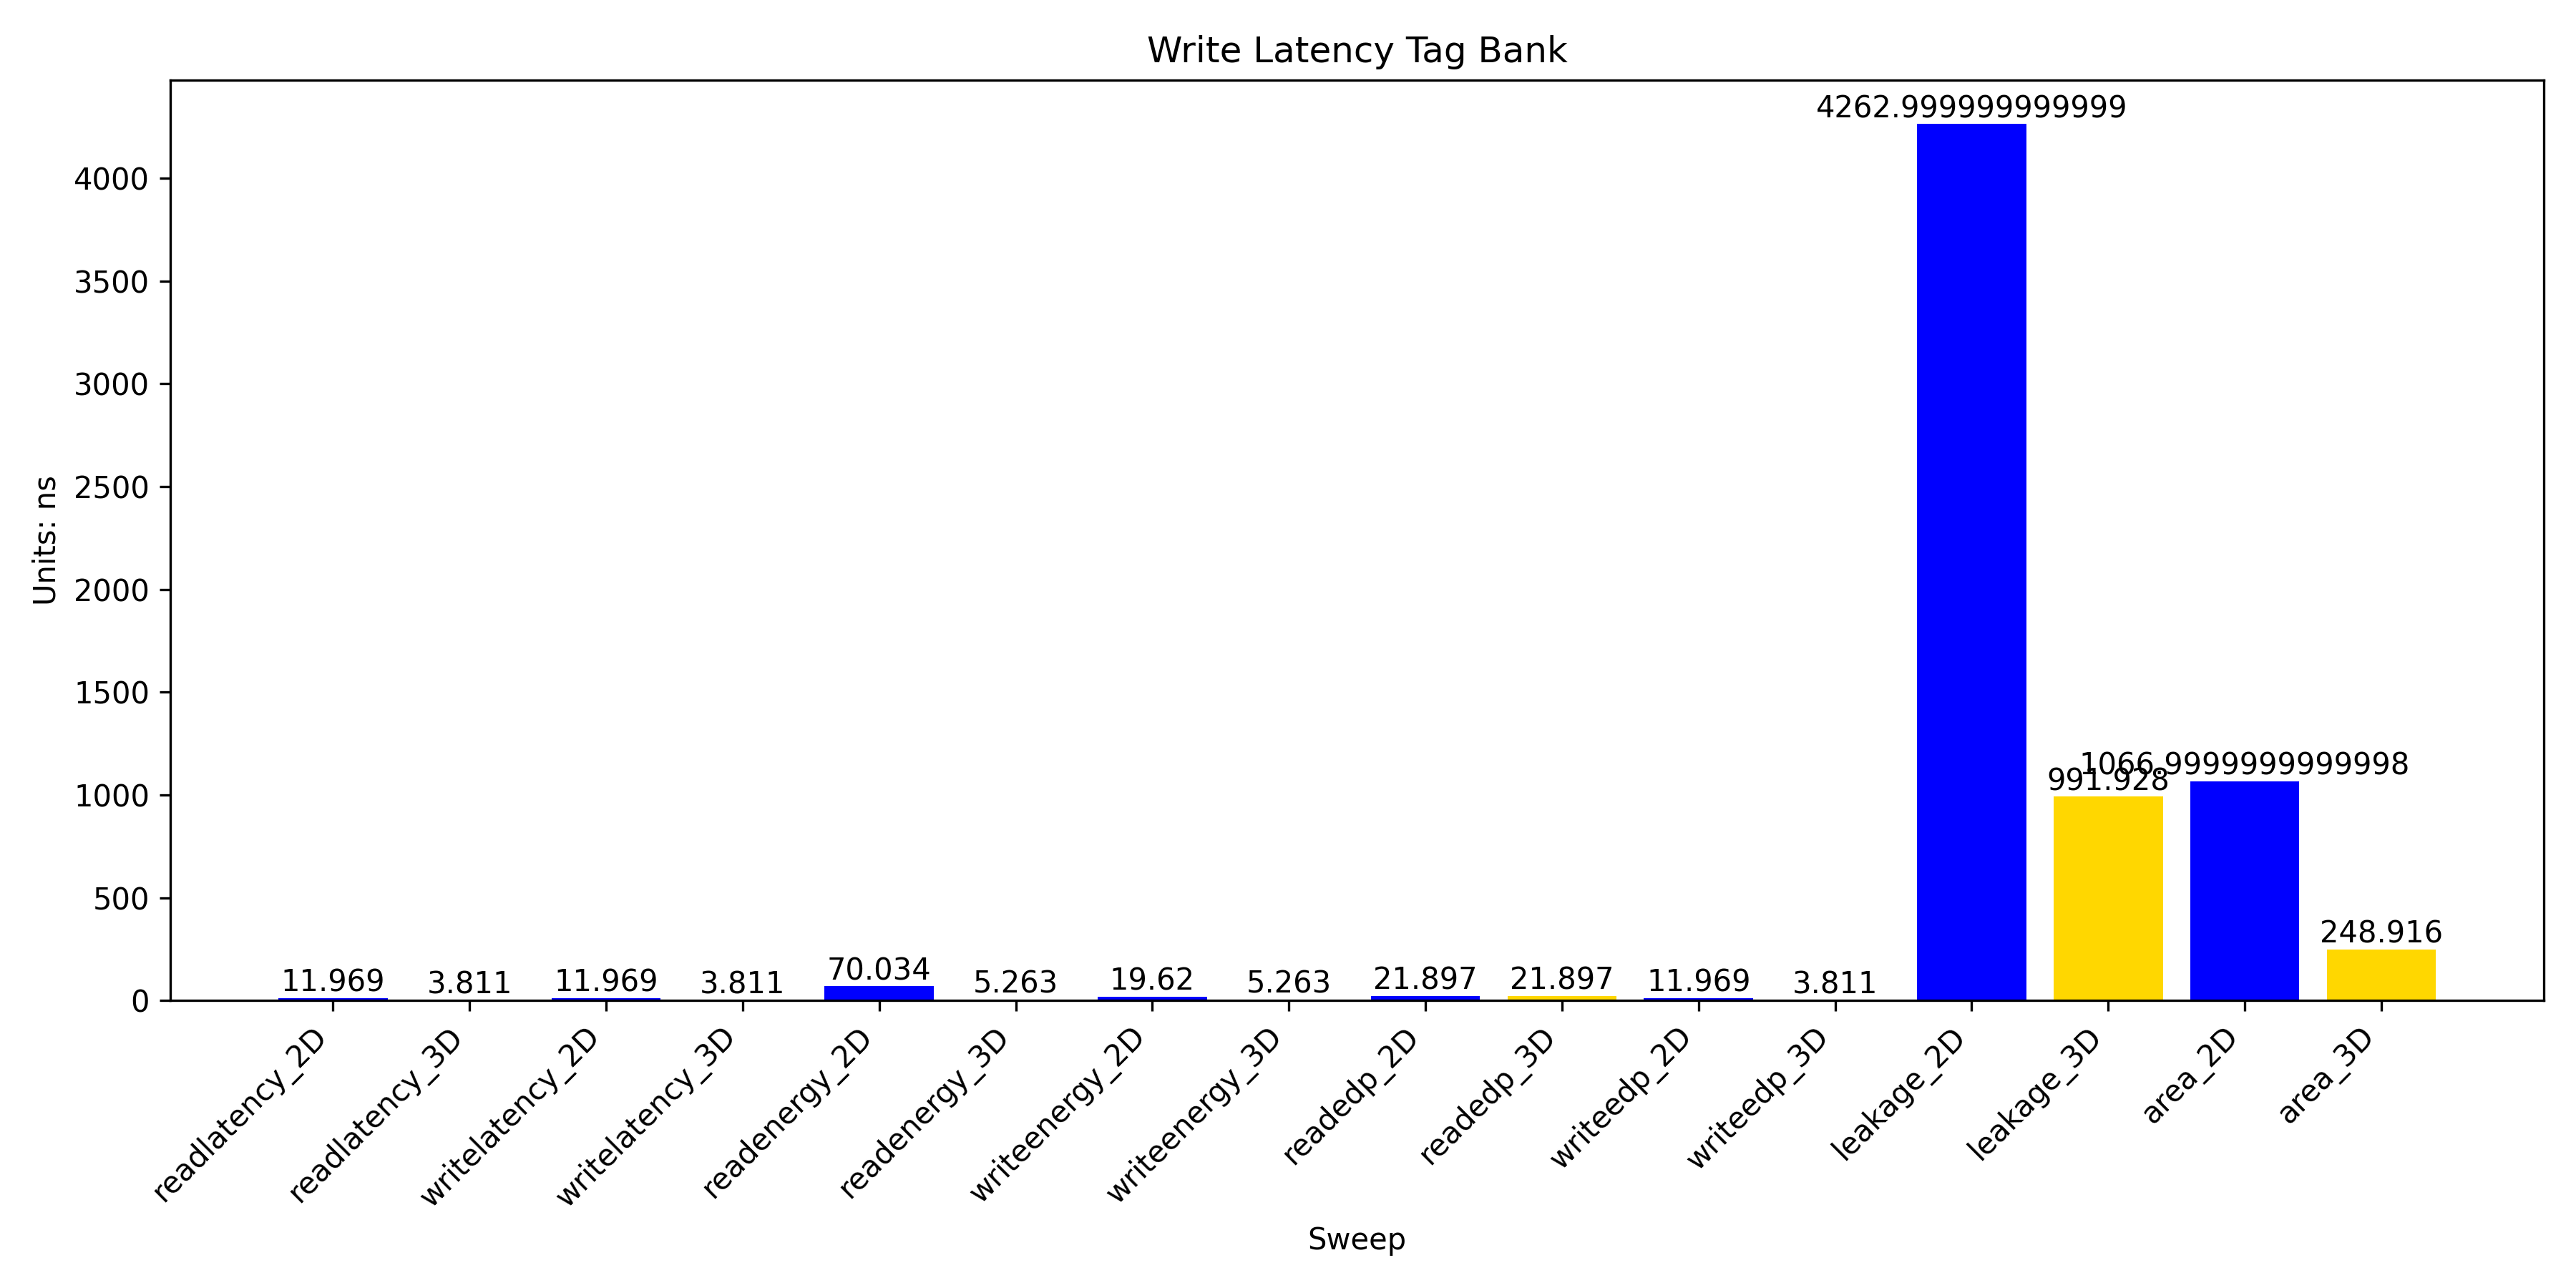 Write Latency Tag Bank
Units: ns
4000
3500
3000
2500
2000
1500
1000
500
0
11.969
3.811
11.969
3.811
70.034
5.263
19.62
5.263
21.897
21.897
11.969
3.811
4262.999999999999
991.928
1066.9999999999998
248.916
readlatency_2D
readlatency_3D
writelatency_2D
writelatency_3D
readenergy_2D
readenergy_3D
writeenergy_2D
writeenergy_3D
readedp_2D
readedp_3D
writeedp_2D
writeedp_3D
leakage_2D
leakage_3D
area_2D
area_3D
Sweep